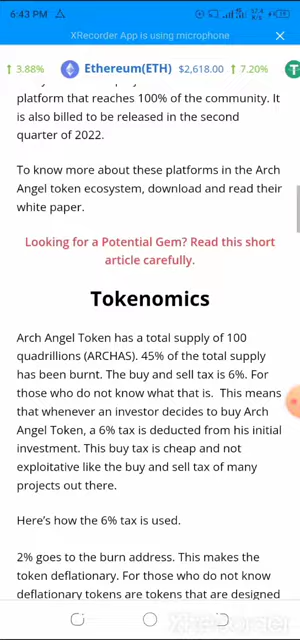 6:43 PM
XRecorder App is using microphone
3.88% Ethereum(ETH) $2,618.00 7.20%
platform that reaches 100% of the community. It
is also billed to be released in the second
quarter of 2022.
To know more about these platforms in the Arch
Angel token ecosystem, download and read their
white paper.
Looking for a Potential Gem? Read this short
article carefully.
Tokenomics
Arch Angel Token has a total supply of 100
quadrillions (ARCHAS). 45% of the total supply
has been burnt. The buy and sell tax is 6%. For
those who do not know what that is. This means
that whenever an investor decides to buy Arch
Angel Token, a 6% tax is deducted from his initial
investment. This buy tax is cheap and not
exploitative like the buy and sell tax of many
projects out there.
Here's how the 6% tax is used.
2% goes to the burn address. This makes the
token deflationary. For those who do not know
deflationary tokens are tokens that are designed
XRecorder